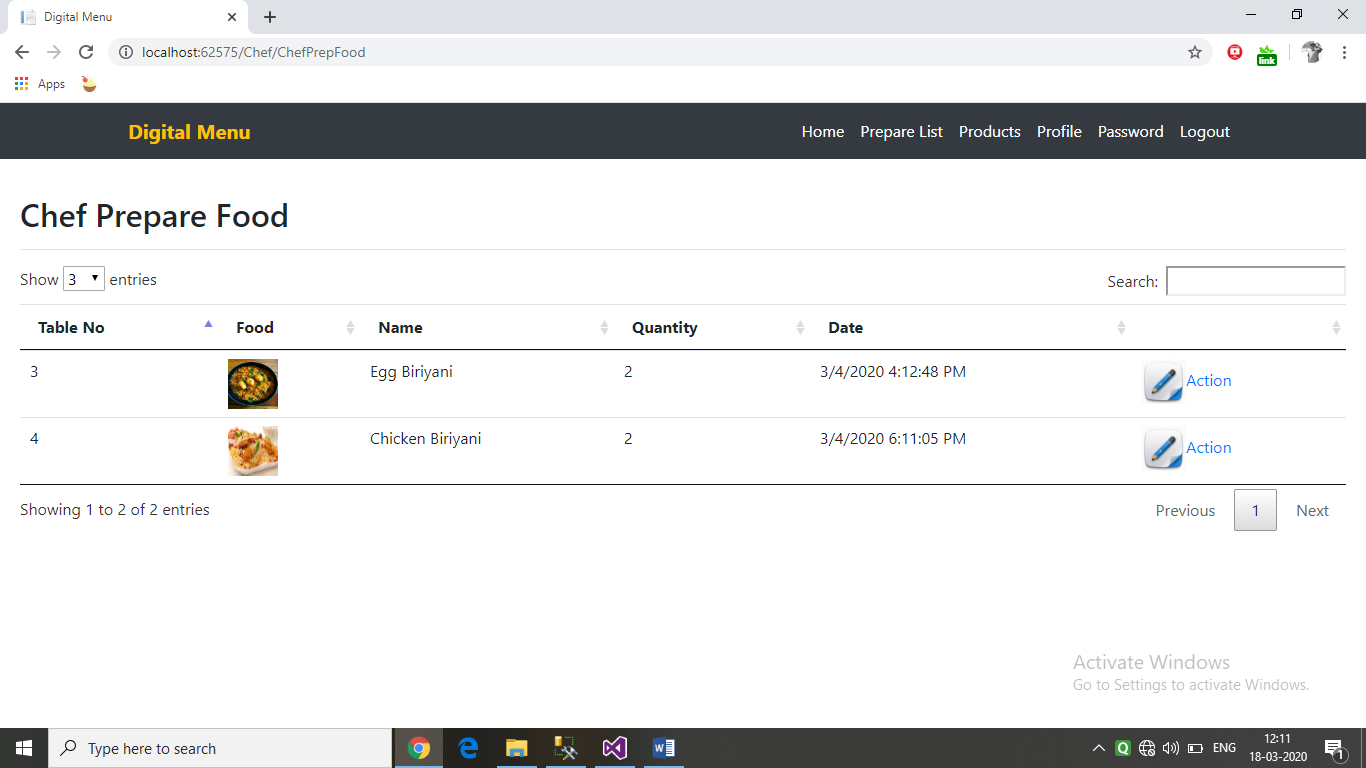 Digital Menu
localhost:62575/Chef/ChefPrepFood
link
Apps
Digital Menu Home Prepare List Products Profile Password Logout
Chef Prepare Food
Show 3 entries Search:
Table No Food Name Quantity Date
3 Egg Biriyani 2 3/4/2020 4:12:48 PM Action
4 Chicken Biriyani 2 3/4/2020 6:11:05 PM Action
Showing 1 to 2 of 2 entries Previous 1 Next
Activate Windows
Go to Settings to activate Windows.
Type here to search ENG 12:11
18-03-2020 1